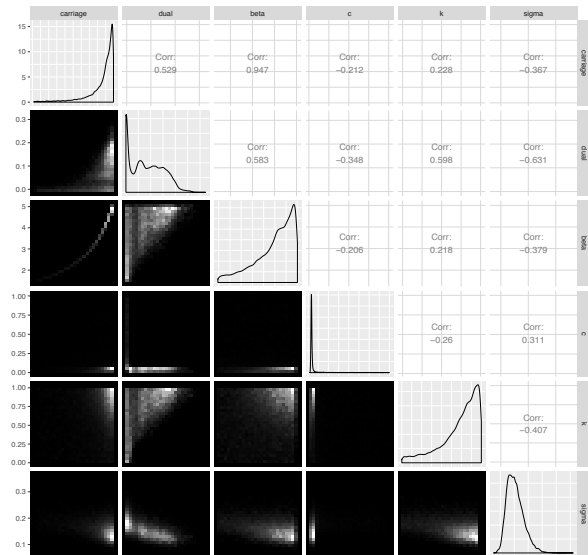 carriage dual beta c k sigma
15
10
5
0
Corr: Corr: Corr: Corr: Corr:
0.529 0.947 −0.212 0.228 −0.367
carriage
0.3
0.2
0.1
0.0
Corr: Corr: Corr: Corr:
0.583 −0.348 0.598 −0.631
dual
5
4
3
2
Corr: Corr: Corr:
−0.206 0.218 −0.379
beta
1.00
0.75
0.50
0.25
0.00
Corr: Corr:
−0.26 0.311
c
1.00
0.75
0.50
0.25
0.00
Corr:
−0.407
k
0.3
0.2
0.1
sigma